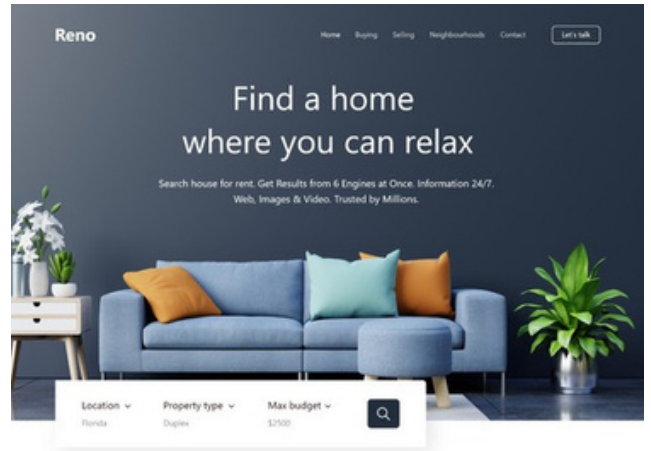 Reno
Home Buying Selling Neighbourhoods Contact Let's talk
Find a home
where you can relax
Search house for rent. Get Results from 6 Engines at Once. Information 24/7.
Web, Images & Video. Trusted by Millions.
Location Property type Max budget
Florida Duplex $2500